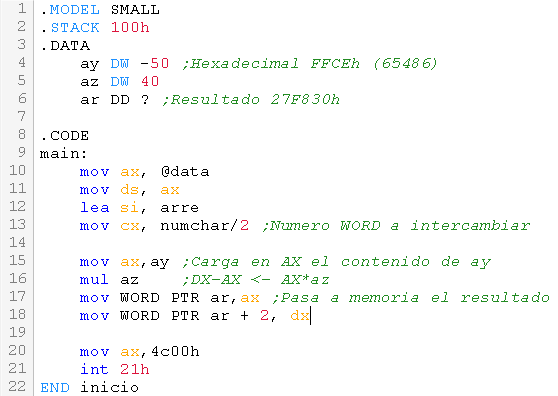 1 .MODEL SMALL
2 .STACK 100h
3 .DATA
4 ay DW -50 ;Hexadecimal FFCEh (65486)
5 az DW 40
6 ar DD ? ;Resultado 27F830h
7
8 .CODE
9 main:
10 mov ax, @data
11 mov ds, ax
12 lea si, arre
13 mov cx, numchar/2 ;Numero WORD a intercambiar
14
15 mov ax,ay ;Carga en AX el contenido de ay
16 mul az ;DX-AX <- AX*az
17 mov WORD PTR ar,ax ;Pasa a memoria el resultado
18 mov WORD PTR ar + 2, dx
19
20 mov ax,4c00h
21 int 21h
22 END inicio